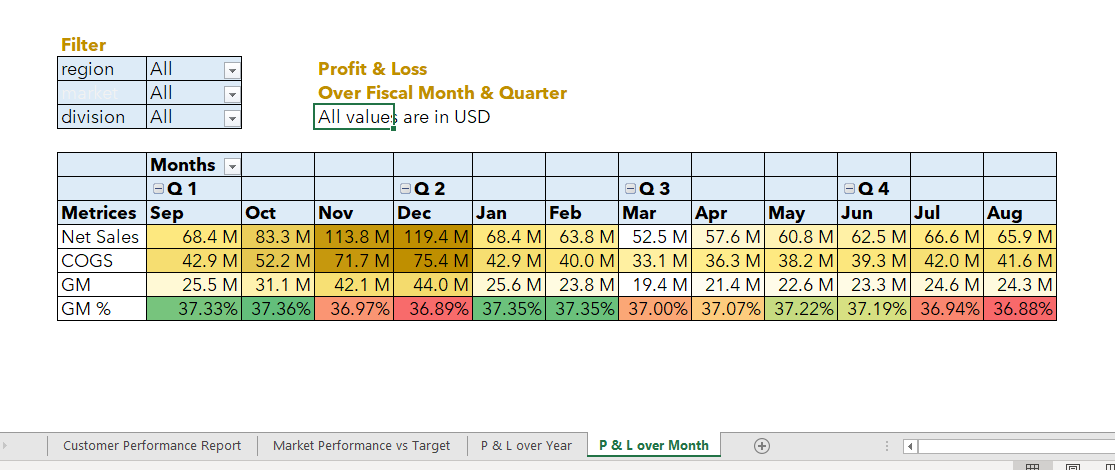 Filter
region All
market All
division All
Profit & Loss
Over Fiscal Month & Quarter
All values are in USD
Months
Q 1 Q 2 Q 3 Q 4
Metrices Sep Oct Nov Dec Jan Feb Mar Apr May Jun Jul Aug
Net Sales 68.4 M 83.3 M 113.8 M 119.4 M 68.4 M 63.8 M 52.5 M 57.6 M 60.8 M 62.5 M 66.6 M 65.9 M
COGS 42.9 M 52.2 M 71.7 M 75.4 M 42.9 M 40.0 M 33.1 M 36.3 M 38.2 M 39.3 M 42.0 M 41.6 M
GM 25.5 M 31.1 M 42.1 M 44.0 M 25.6 M 23.8 M 19.4 M 21.4 M 22.6 M 23.3 M 24.6 M 24.3 M
GM % 37.33% 37.36% 36.97% 36.89% 37.35% 37.35% 37.00% 37.07% 37.22% 37.19% 36.94% 36.88%
Customer Performance Report Market Performance vs Target P & L over Year P & L over Month